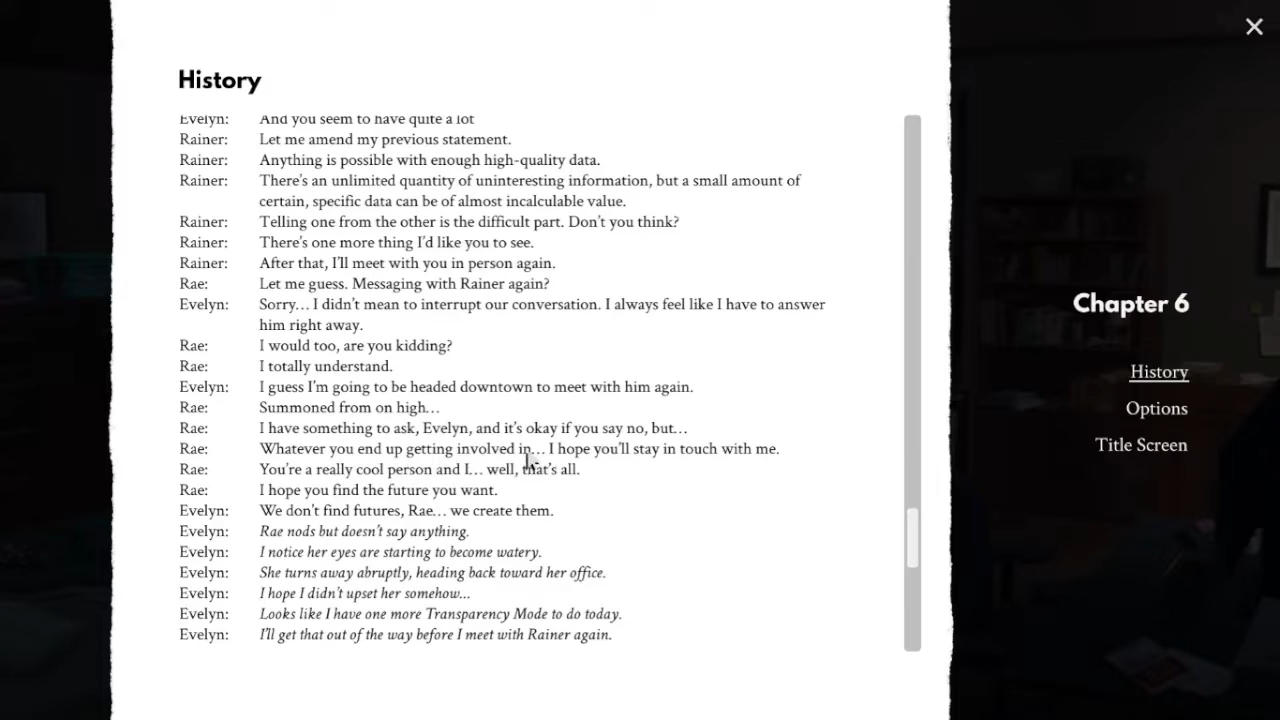 History
Evelyn: And you seem to have quite a lot
Rainer: Let me amend my previous statement.
Rainer: Anything is possible with enough high-quality data.
Rainer: There's an unlimited quantity of uninteresting information, but a small amount of
certain, specific data can be of almost incalculable value.
Rainer: Telling one from the other is the difficult part. Don't you think?
Rainer: There's one more thing I'd like you to see.
Rainer: After that, I'll meet with you in person again.
Rae: Let me guess. Messaging with Rainer again?
Evelyn: Sorry… I didn't mean to interrupt our conversation. I always feel like I have to answer
him right away.
Rae: I would too, are you kidding?
Rae: I totally understand.
Evelyn: I guess I'm going to be headed downtown to meet with him again.
Rae: Summoned from on high…
Rae: I have something to ask, Evelyn, and it's okay if you say no, but…
Rae: Whatever you end up getting involved in… I hope you'll stay in touch with me.
Rae: You're a really cool person and I… well, that's all.
Rae: I hope you find the future you want.
Evelyn: We don't find futures, Rae… we create them.
Evelyn: Rae nods but doesn't say anything.
Evelyn: I notice her eyes are starting to become watery.
Evelyn: She turns away abruptly, heading back toward her office.
Evelyn: I hope I didn't upset her somehow...
Evelyn: Looks like I have one more Transparency Mode to do today.
Evelyn: I'll get that out of the way before I meet with Rainer again.
Chapter 6
History
Options
Title Screen